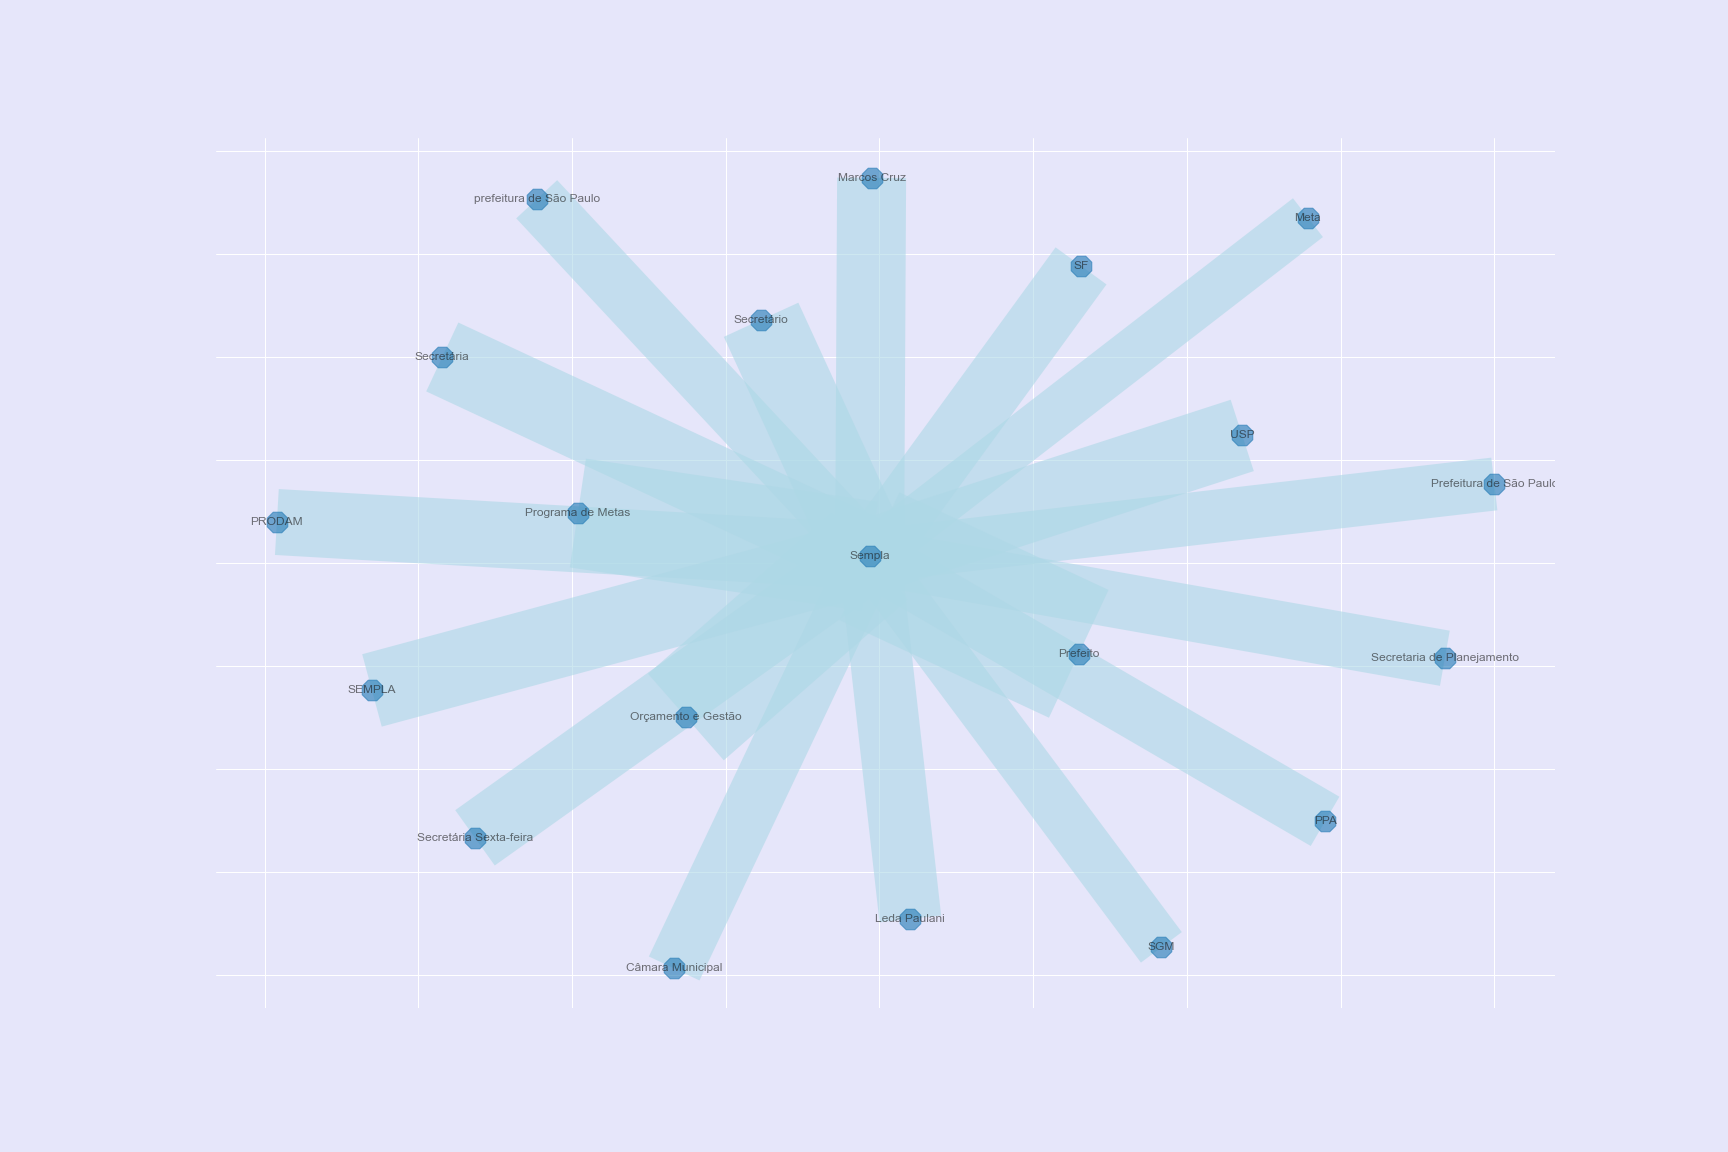 Marcos Cruz
prefeitura de São Paulo
Meta
SF
Secretário
Secretária
USP
Prefeitura de São Paulo
Programa de Metas
PRODAM
Sempla
Prefeito
Secretaria de Planejamento
SEMPLA
Orçamento e Gestão
PPA
Secretária Sexta-feira
Leda Paulani
SGM
Câmara Municipal